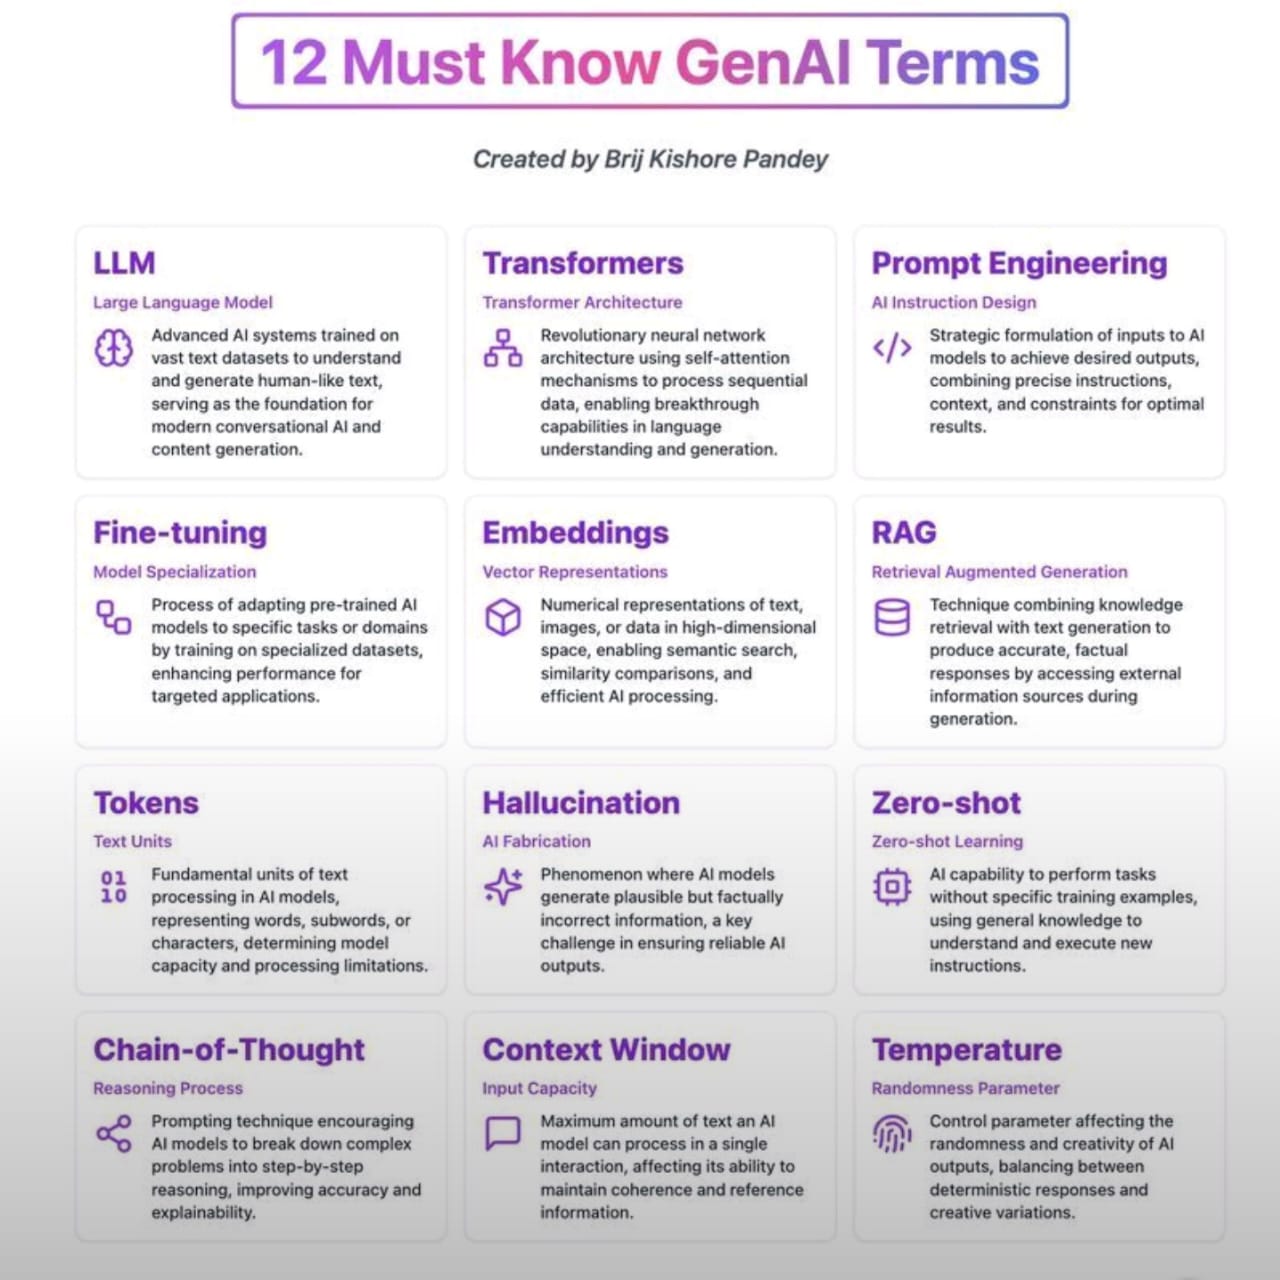 12 Must Know GenAI Terms
Created by Brij Kishore Pandey
LLM
Large Language Model
Advanced AI systems trained on
vast text datasets to understand
and generate human-like text,
serving as the foundation for
modern conversational AI and
content generation.
Transformers
Transformer Architecture
Revolutionary neural network
architecture using self-attention
mechanisms to process sequential
data, enabling breakthrough
capabilities in language
understanding and generation.
Prompt Engineering
AI Instruction Design
Strategic formulation of inputs to AI
models to achieve desired outputs,
combining precise instructions,
context, and constraints for optimal
results.
Fine-tuning
Model Specialization
Process of adapting pre-trained AI
models to specific tasks or domains
by training on specialized datasets,
enhancing performance for
targeted applications.
Embeddings
Vector Representations
Numerical representations of text,
images, or data in high-dimensional
space, enabling semantic search,
similarity comparisons, and
efficient AI processing.
RAG
Retrieval Augmented Generation
Technique combining knowledge
retrieval with text generation to
produce accurate, factual
responses by accessing external
information sources during
generation.
Tokens
Text Units
01
10
Fundamental units of text
processing in AI models,
representing words, subwords, or
characters, determining model
capacity and processing limitations.
Hallucination
AI Fabrication
Phenomenon where AI models
generate plausible but factually
incorrect information, a key
challenge in ensuring reliable AI
outputs.
Zero-shot
Zero-shot Learning
AI capability to perform tasks
without specific training examples,
using general knowledge to
understand and execute new
instructions.
Chain-of-Thought
Reasoning Process
Prompting technique encouraging
AI models to break down complex
problems into step-by-step
reasoning, improving accuracy and
explainability.
Context Window
Input Capacity
Maximum amount of text an AI
model can process in a single
interaction, affecting its ability to
maintain coherence and reference
information.
Temperature
Randomness Parameter
Control parameter affecting the
randomness and creativity of AI
outputs, balancing between
deterministic responses and
creative variations.